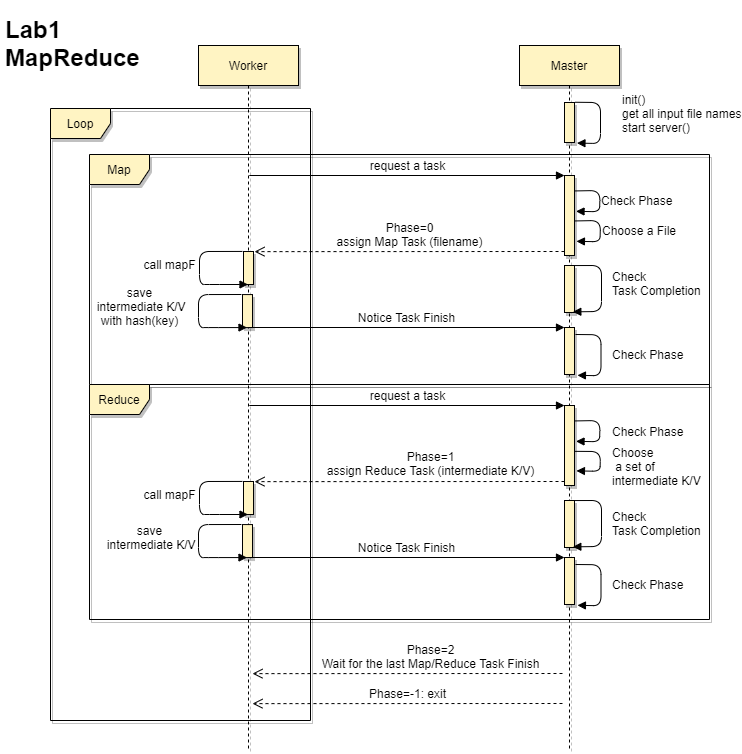 Lab1
MapReduce
Worker
Master
init()
get all input file names
start server()
Loop
Map
request a task
Check Phase
Choose a File
Phase=0
assign Map Task (filename)
call mapF
Check
Task Completion
save
intermediate K/V
with hash(key)
Notice Task Finish
Check Phase
Reduce
request a task
Check Phase
Choose
a set of
intermediate K/V
Phase=1
assign Reduce Task (intermediate K/V)
call mapF
Check
Task Completion
save
intermediate K/V
Notice Task Finish
Check Phase
Phase=2
Wait for the last Map/Reduce Task Finish
Phase=-1: exit